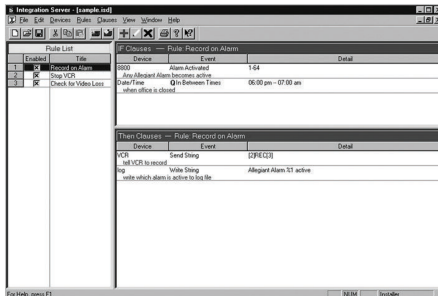 Integration Server - [sample.isd]
File Edit Devices Rules Clauses View Window Help
Rule List
Enabled Title
1 Record on Alarm
2 Stop VCR
3 Check for Video Loss
IF Clauses — Rule: Record on Alarm
Device Event Detail
8800 Alarm Activated 1-64
Any Allegiant Alarm becomes active
Date/Time In Between Times 06:00 pm - 07:00 am
when office is closed
Then Clauses — Rule: Record on Alarm
Device Event Detail
VCR Send String [2]REC[3]
tell VCR to record
log Write String Allegiant Alarm %1 active
write which alarm is active to log file
For Help, press F1 NUM Installer